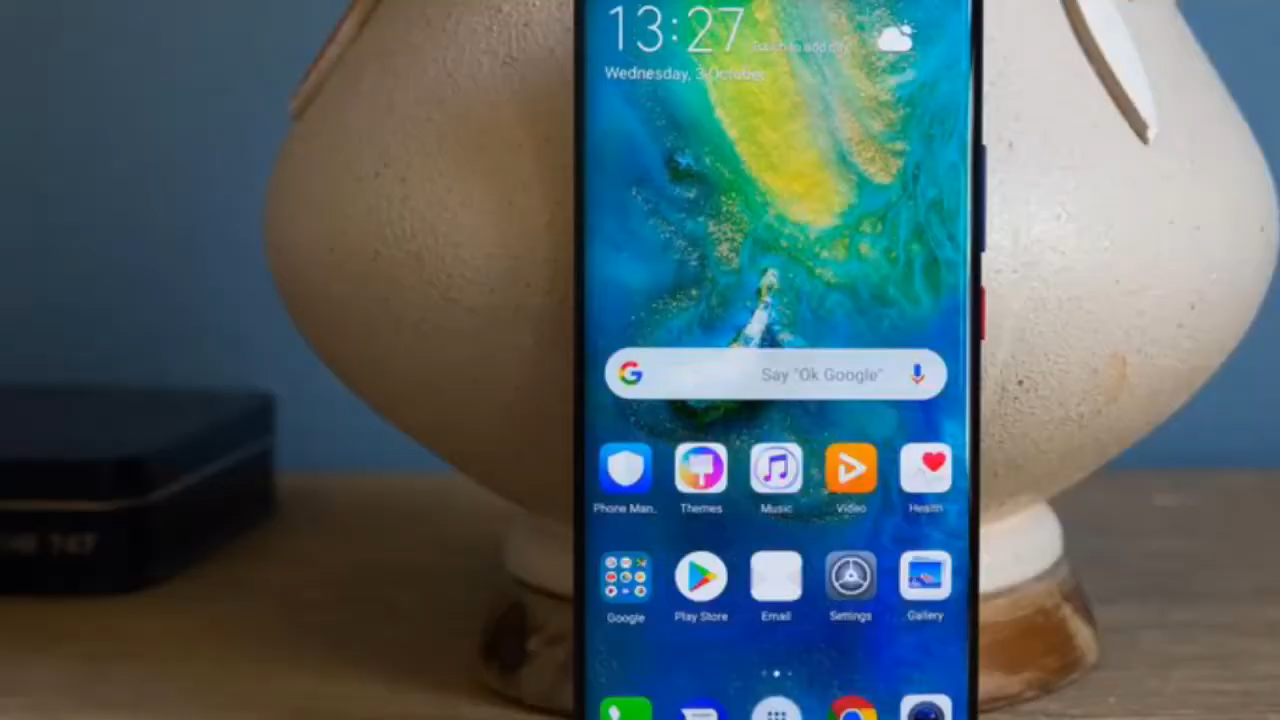 13:27
Wednesday, 3 October
Say "Ok Google"
Phone Man.
Themes
Music
Video
Health
Google
Play Store
Email
Settings
Gallery